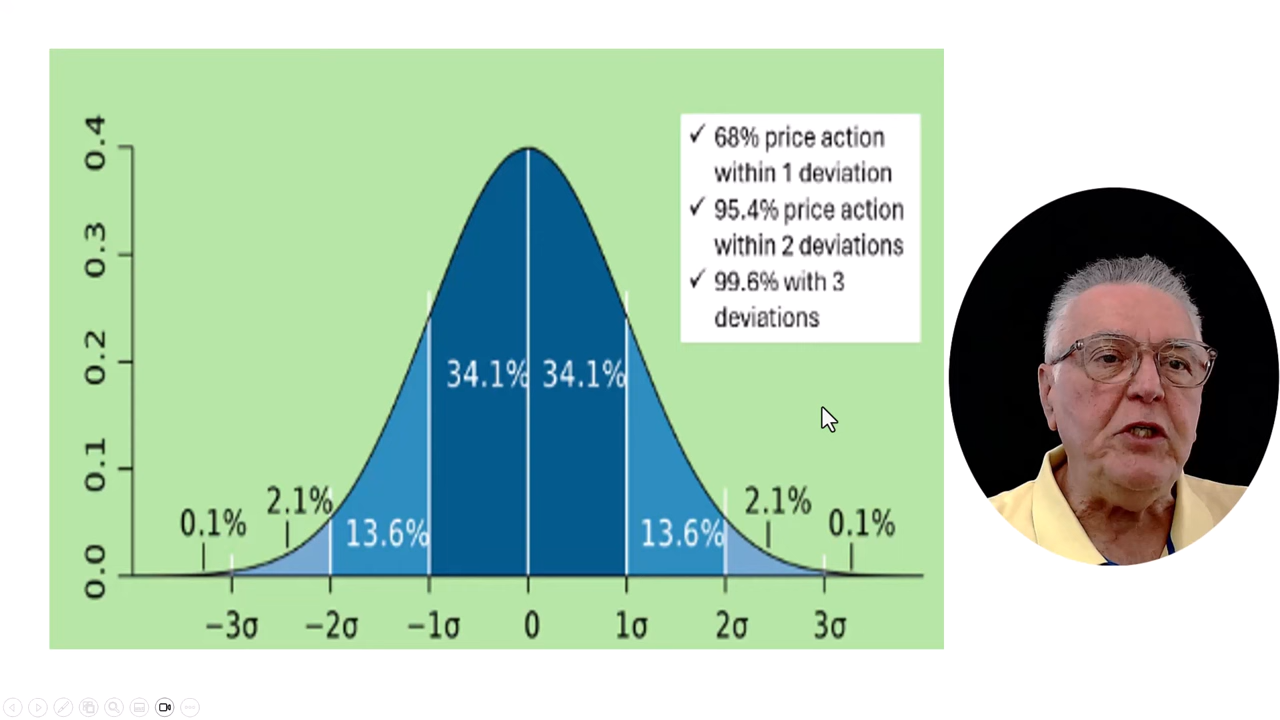 0.4
✓ 68% price action
within 1 deviation
✓ 95.4% price action
within 2 deviations
✓ 99.6% with 3
deviations
0.3
0.2
34.1% 34.1%
0.1
0.1% 2.1% 13.6% 13.6% 2.1% 0.1%
0.0
−3σ −2σ −1σ 0 1σ 2σ 3σ